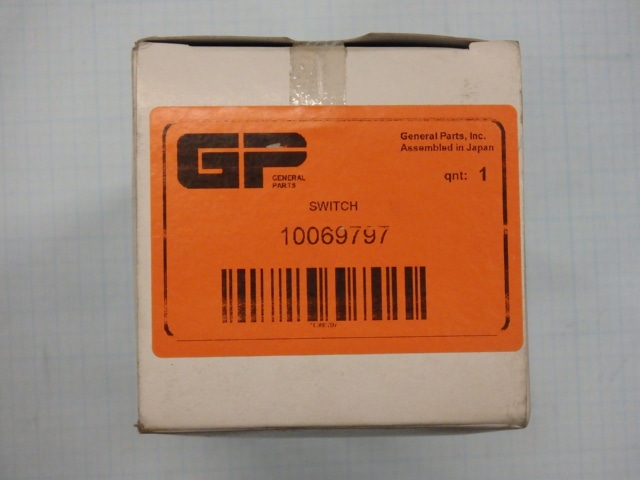 GP
GENERAL
PARTS
General Parts, Inc.
Assembled in Japan
qnt: 1
SWITCH
10069797